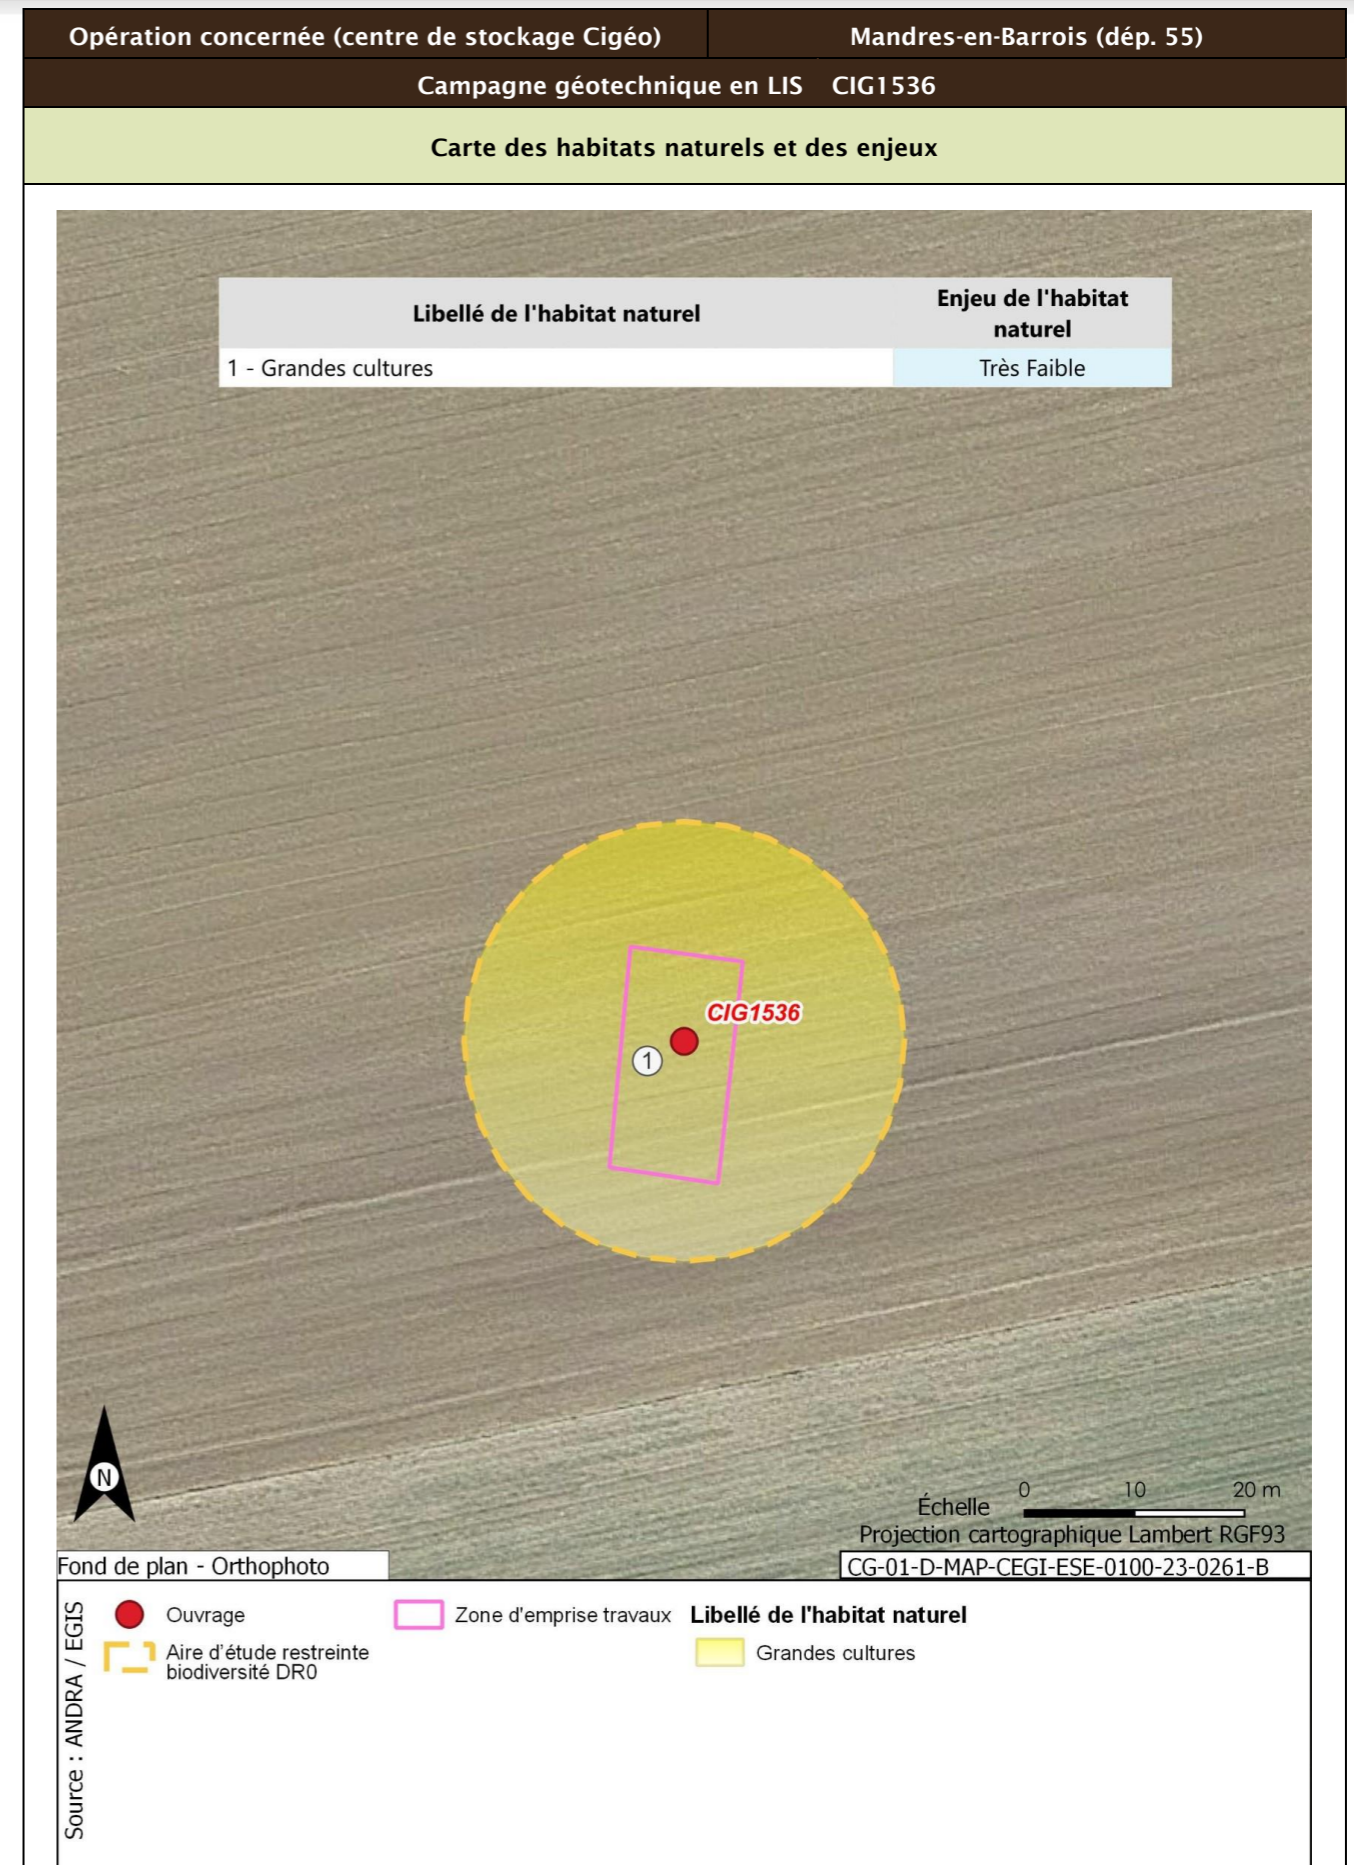 Opération concernée (centre de stockage Cigéo)
Mandres-en-Barrois (dép. 55)
Campagne géotechnique en LIS CIG1536
Carte des habitats naturels et des enjeux
Libellé de l'habitat naturel
Enjeu de l'habitat
naturel
1 - Grandes cultures
Très Faible
CIG1536
1
N
0 10 20 m
Échelle
Projection cartographique Lambert RGF93
Fond de plan - Orthophoto
CG-01-D-MAP-CEGI-ESE-0100-23-0261-B
Source : ANDRA / EGIS
Ouvrage
Aire d'étude restreinte
biodiversité DR0
Zone d'emprise travaux
Libellé de l'habitat naturel
Grandes cultures